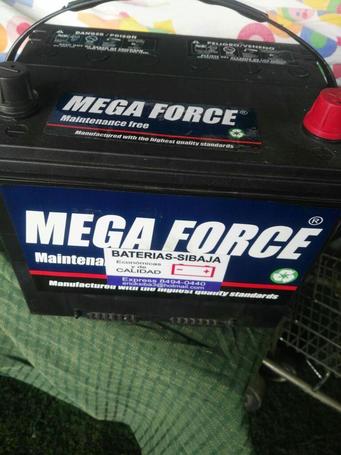 DANGER/POISON
PELIGRO/VENENO
MEGA FORCE®
Maintenance free
Manufactured with the highest quality standards
MEGA FORCE®
Maintena
BATERIAS-SIBAJA
Económicas
y de
CALIDAD
Express 8494-0440
Manufactured with the highest quality standards